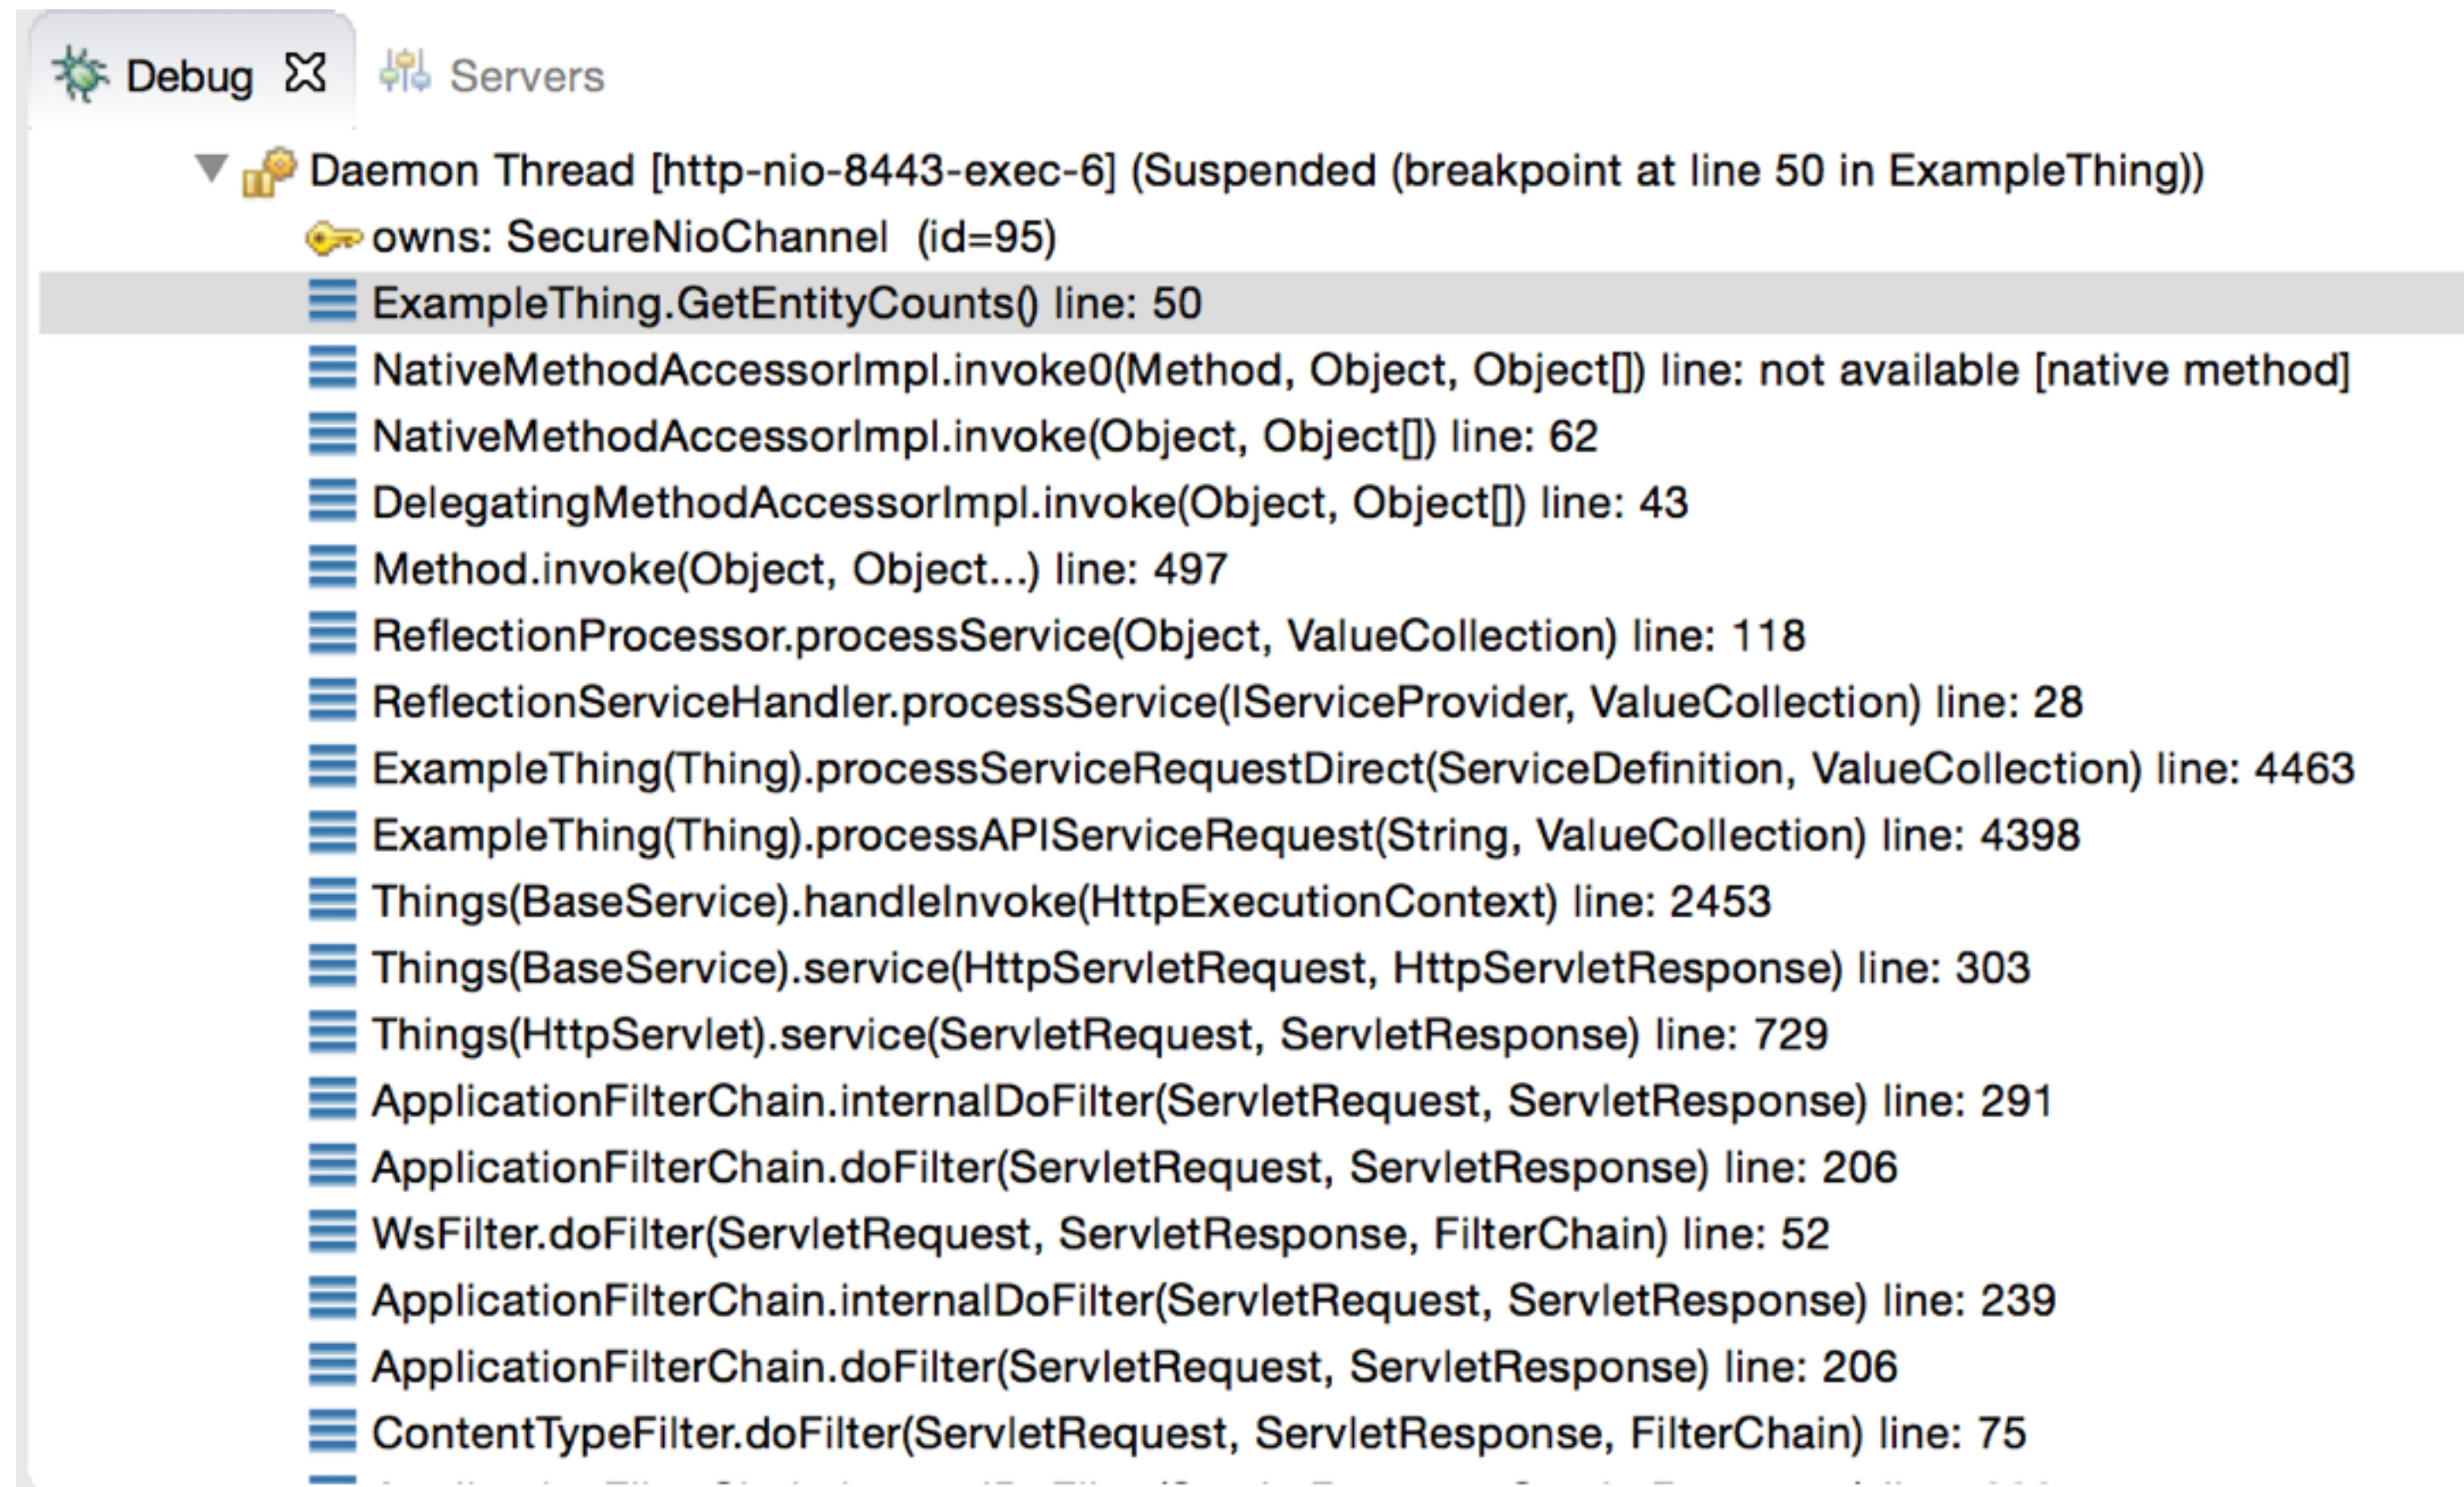 Debug Servers
Daemon Thread [http-nio-8443-exec-6] (Suspended (breakpoint at line 50 in ExampleThing))
owns: SecureNioChannel (id=95)
ExampleThing.GetEntityCounts() line: 50
NativeMethodAccessorImpl.invoke0(Method, Object, Object[]) line: not available [native method]
NativeMethodAccessorImpl.invoke(Object, Object[]) line: 62
DelegatingMethodAccessorImpl.invoke(Object, Object[]) line: 43
Method.invoke(Object, Object...) line: 497
ReflectionProcessor.processService(Object, ValueCollection) line: 118
ReflectionServiceHandler.processService(IServiceProvider, ValueCollection) line: 28
ExampleThing(Thing).processServiceRequestDirect(ServiceDefinition, ValueCollection) line: 4463
ExampleThing(Thing).processAPIServiceRequest(String, ValueCollection) line: 4398
Things(BaseService).handleInvoke(HttpExecutionContext) line: 2453
Things(BaseService).service(HttpServletRequest, HttpServletResponse) line: 303
Things(HttpServlet).service(ServletRequest, ServletResponse) line: 729
ApplicationFilterChain.internalDoFilter(ServletRequest, ServletResponse) line: 291
ApplicationFilterChain.doFilter(ServletRequest, ServletResponse) line: 206
WsFilter.doFilter(ServletRequest, ServletResponse, FilterChain) line: 52
ApplicationFilterChain.internalDoFilter(ServletRequest, ServletResponse) line: 239
ApplicationFilterChain.doFilter(ServletRequest, ServletResponse) line: 206
ContentTypeFilter.doFilter(ServletRequest, ServletResponse, FilterChain) line: 75